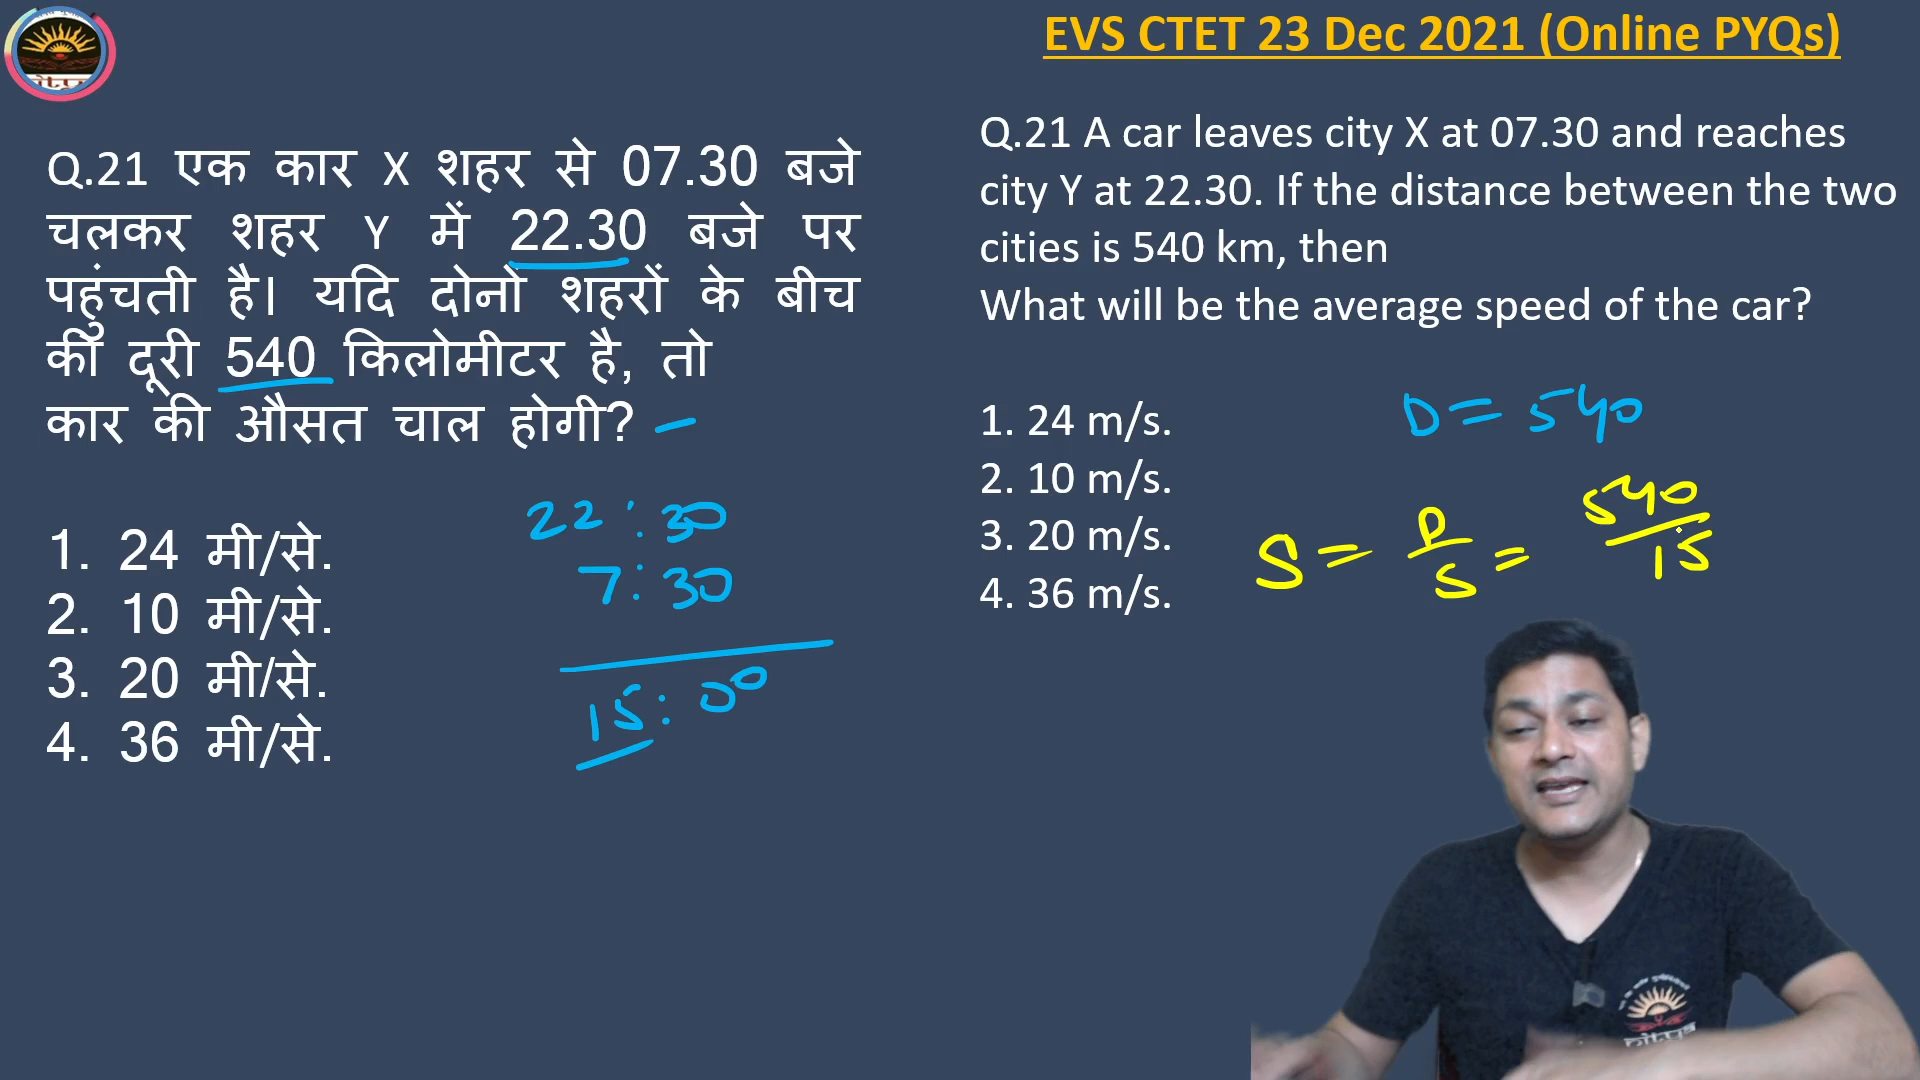 EVS CTET 23 Dec 2021 (Online PYQs)
Q.21 एक कार X शहर से 07.30 बजे
चलकर शहर Y में 22.30 बजे पर
पहुंचती है। यदि दोनो शहरों के बीच
की दूरी 540 किलोमीटर है, तो
कार की औसत चाल होगी?
1. 24 मी/से.
2. 10 मी/से.
3. 20 मी/से.
4. 36 मी/से.
22:30
7:30
15:00
Q.21 A car leaves city X at 07.30 and reaches
city Y at 22.30. If the distance between the two
cities is 540 km, then
What will be the average speed of the car?
1. 24 m/s.
2. 10 m/s.
3. 20 m/s.
4. 36 m/s.
D = 540
S = D/S = 540/15